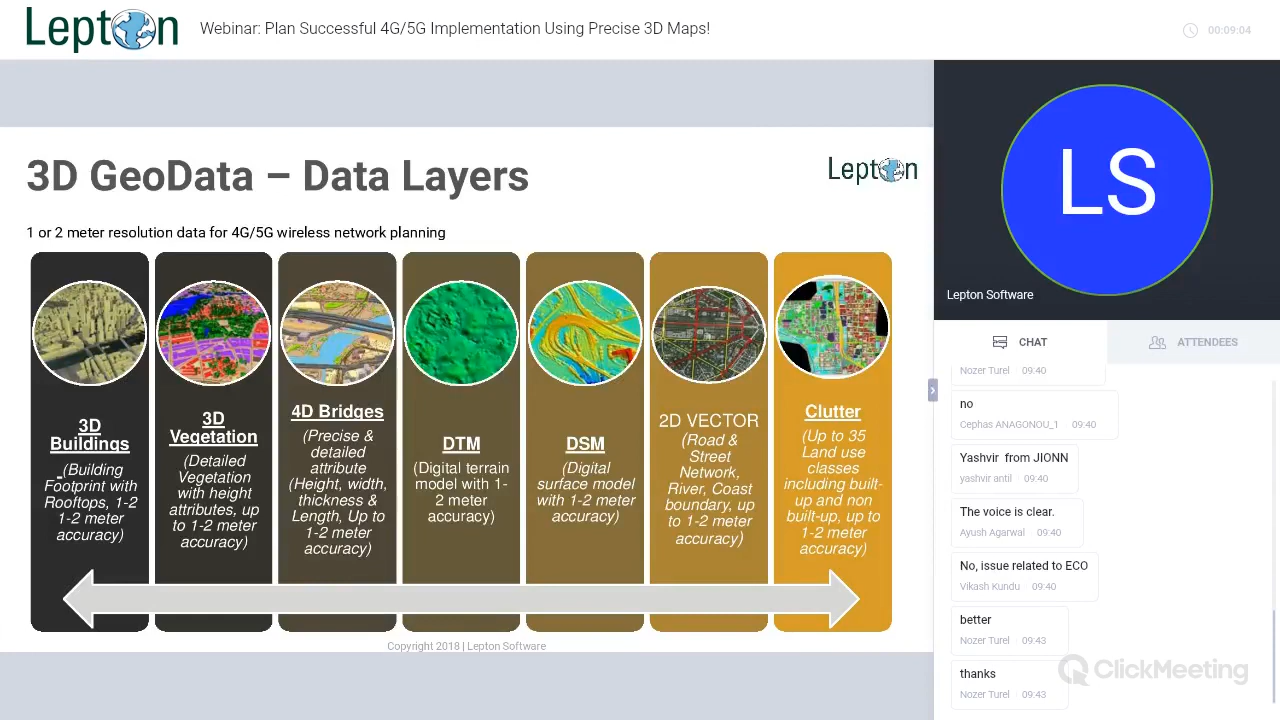 Lepton
Webinar: Plan Successful 4G/5G Implementation Using Precise 3D Maps!
00:09:04
3D GeoData – Data Layers
Lepton
1 or 2 meter resolution data for 4G/5G wireless network planning
3D
Buildings
(Building
Footprint with
Rooftops, 1-2
1-2 meter
accuracy)
3D
Vegetation
(Detailed
Vegetation
with height
attributes, up
to 1-2 meter
accuracy)
4D Bridges
(Precise &
detailed
attribute
(Height, width,
thickness &
Length, Up to
1-2 meter
accuracy)
DTM
(Digital terrain
model with 1-
2 meter
accuracy)
DSM
(Digital
surface model
with 1-2 meter
accuracy)
2D VECTOR
(Road &
Street
Network,
River, Coast
boundary, up
to 1-2 meter
accuracy)
Clutter
(Up to 35
Land use
classes
including built-
up and non
built-up, up to
1-2 meter
accuracy)
Copyright 2018 | Lepton Software
LS
Lepton Software
CHAT
ATTENDEES
Nozer Turel · 09:40
no
Cephas ANAGONOU_1 · 09:40
Yashvir from JIONN
yashvir antil · 09:40
The voice is clear.
Ayush Agarwal · 09:40
No, issue related to ECO
Vikash Kundu · 09:40
better
Nozer Turel · 09:43
thanks
Nozer Turel · 09:43
ClickMeeting